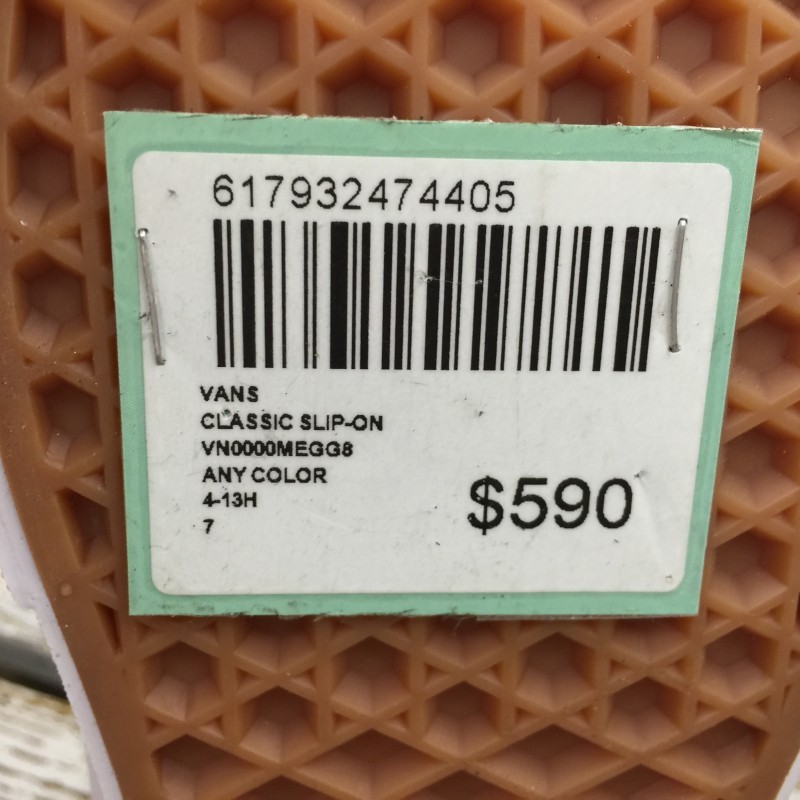 617932474405
VANS
CLASSIC SLIP-ON
VN0000MEGG8
ANY COLOR
4-13H
7
$590